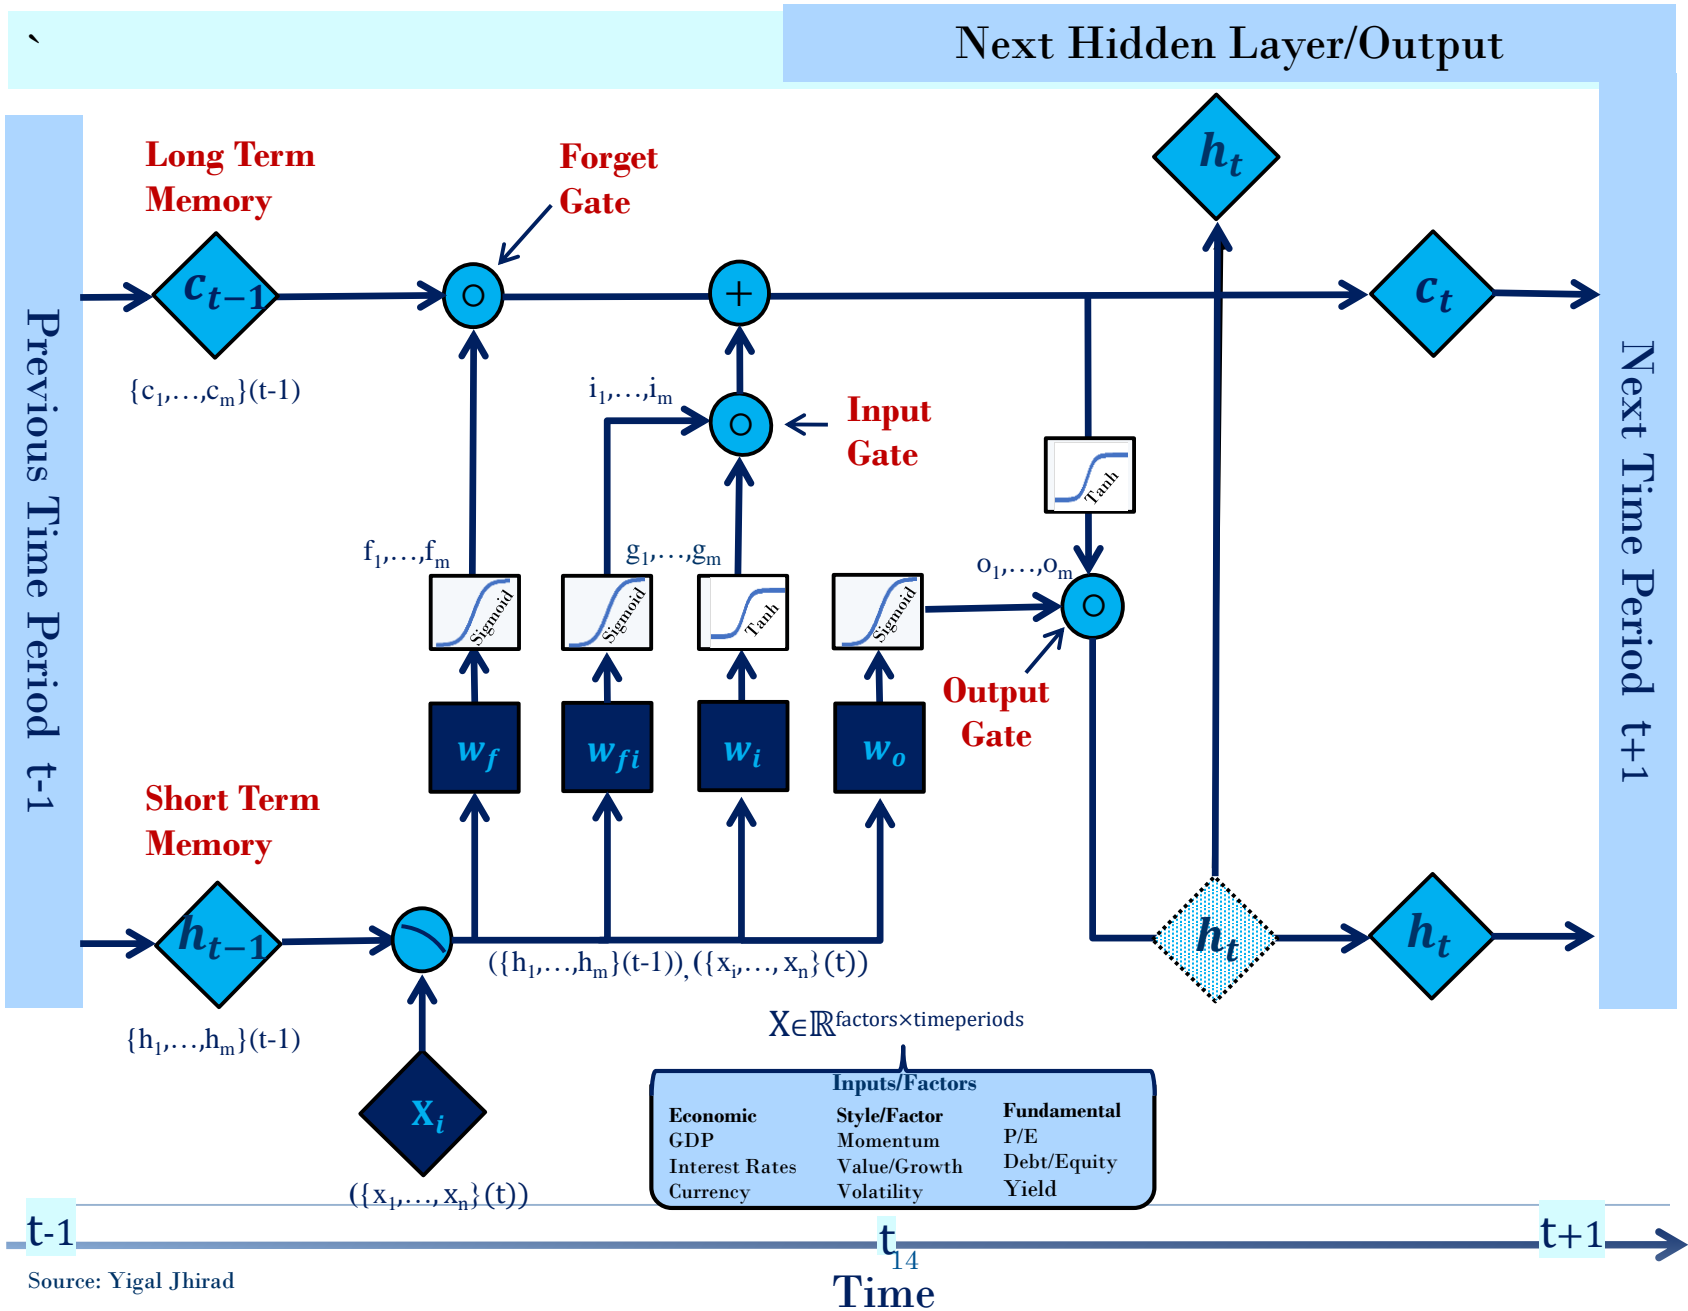 `
Next Hidden Layer/Output
Previous Time Period t-1
Next Time Period t+1
Long Term
Memory
Forget
Gate
h_t
c_{t−1}
+
c_t
{c_1,…,c_m}(t-1)
i_1,…,i_m
Input
Gate
Tanh
f_1,…,f_m
g_1,…,g_m
o_1,…,o_m
Sigmoid
Sigmoid
Tanh
Sigmoid
Output
Gate
w_f
w_{fi}
w_i
w_o
Short Term
Memory
h_{t−1}
h_t
h_t
({h_1,…,h_m}(t-1)),({x_i,…, x_n}(t))
{h_1,…,h_m}(t-1)
X∈ℝ^{factors×timeperiods}
x_i
({x_1,…, x_n}(t))
Inputs/Factors
Economic
GDP
Interest Rates
Currency
Style/Factor
Momentum
Value/Growth
Volatility
Fundamental
P/E
Debt/Equity
Yield
t-1
t
t+1
14
Time
Source: Yigal Jhirad